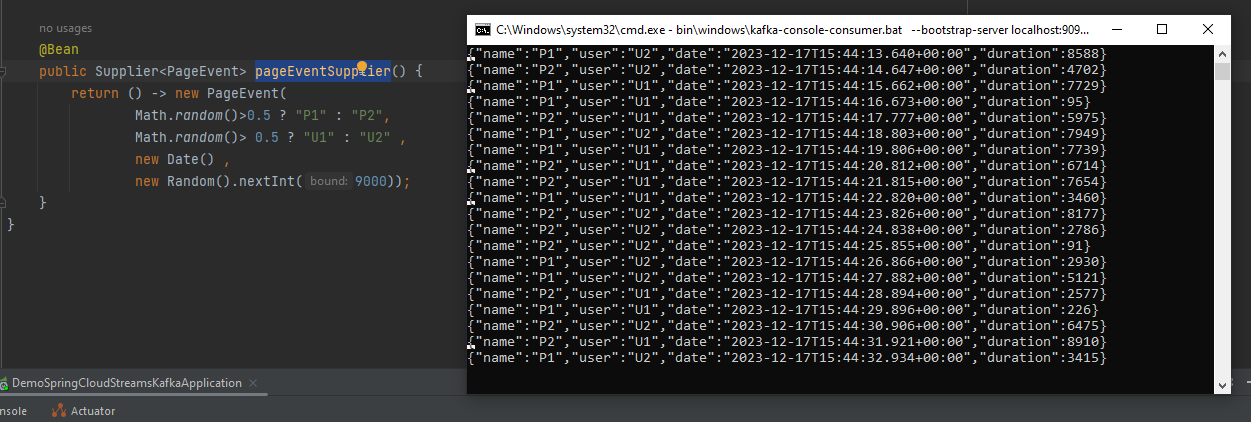 no usages
@Bean
public Supplier<PageEvent> pageEventSupplier() {
return () -> new PageEvent(
Math.random()>0.5 ? "P1" : "P2",
Math.random()> 0.5 ? "U1" : "U2" ,
new Date() ,
new Random().nextInt( bound: 9000));
}
}
C:\Windows\system32\cmd.exe - bin\windows\kafka-console-consumer.bat --bootstrap-server localhost:909...
{"name":"P1","user":"U2","date":"2023-12-17T15:44:13.640+00:00","duration":8588}
{"name":"P2","user":"U2","date":"2023-12-17T15:44:14.647+00:00","duration":4702}
{"name":"P1","user":"U1","date":"2023-12-17T15:44:15.662+00:00","duration":7729}
{"name":"P1","user":"U1","date":"2023-12-17T15:44:16.673+00:00","duration":95}
{"name":"P2","user":"U1","date":"2023-12-17T15:44:17.777+00:00","duration":5975}
{"name":"P1","user":"U2","date":"2023-12-17T15:44:18.803+00:00","duration":7949}
{"name":"P1","user":"U1","date":"2023-12-17T15:44:19.806+00:00","duration":7739}
{"name":"P2","user":"U1","date":"2023-12-17T15:44:20.812+00:00","duration":6714}
{"name":"P2","user":"U1","date":"2023-12-17T15:44:21.815+00:00","duration":7654}
{"name":"P1","user":"U1","date":"2023-12-17T15:44:22.820+00:00","duration":3460}
{"name":"P2","user":"U2","date":"2023-12-17T15:44:23.826+00:00","duration":8177}
{"name":"P2","user":"U2","date":"2023-12-17T15:44:24.838+00:00","duration":2786}
{"name":"P2","user":"U2","date":"2023-12-17T15:44:25.855+00:00","duration":91}
{"name":"P1","user":"U2","date":"2023-12-17T15:44:26.866+00:00","duration":2930}
{"name":"P1","user":"U2","date":"2023-12-17T15:44:27.882+00:00","duration":5121}
{"name":"P2","user":"U1","date":"2023-12-17T15:44:28.894+00:00","duration":2577}
{"name":"P1","user":"U1","date":"2023-12-17T15:44:29.896+00:00","duration":226}
{"name":"P2","user":"U2","date":"2023-12-17T15:44:30.906+00:00","duration":6475}
{"name":"P2","user":"U1","date":"2023-12-17T15:44:31.921+00:00","duration":8910}
{"name":"P1","user":"U2","date":"2023-12-17T15:44:32.934+00:00","duration":3415}
DemoSpringCloudStreamsKafkaApplication
nsole
Actuator